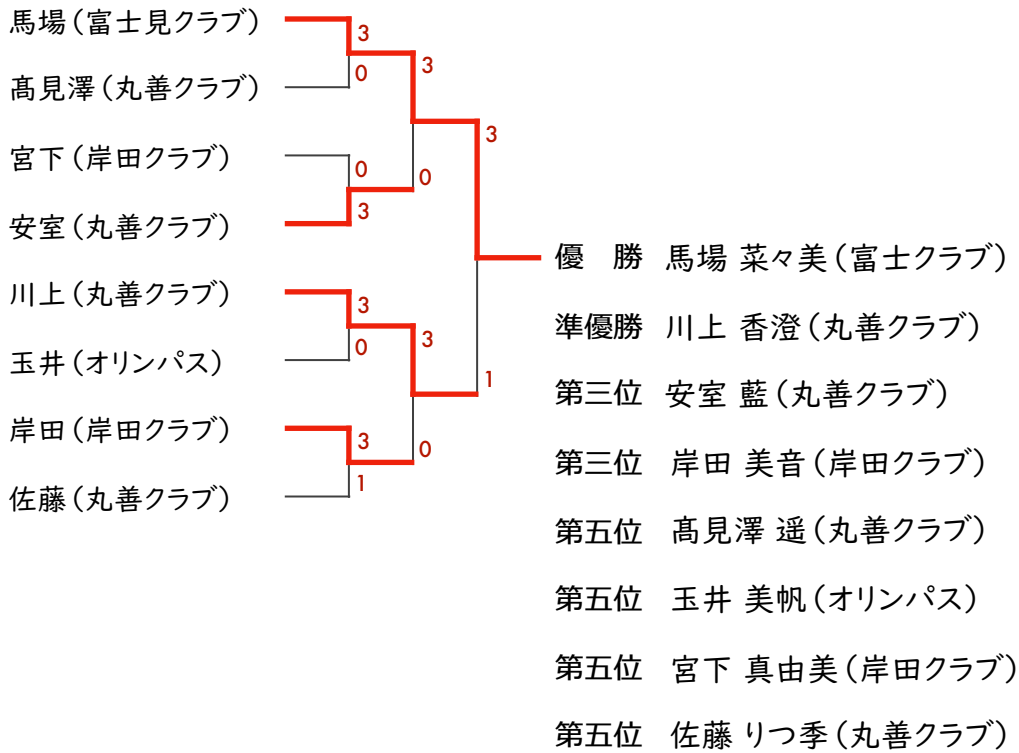 馬場（富士見クラブ）
髙見澤（丸善クラブ）
宮下（岸田クラブ）
安室（丸善クラブ）
川上（丸善クラブ）
玉井（オリンパス）
岸田（岸田クラブ）
佐藤（丸善クラブ）
3
0
0
3
3
0
3
1
3
0
3
0
3
1
優　勝　馬場 菜々美（富士クラブ）
準優勝　川上 香澄（丸善クラブ）
第三位　安室 藍（丸善クラブ）
第三位　岸田 美音（岸田クラブ）
第五位　髙見澤 遥（丸善クラブ）
第五位　玉井 美帆（オリンパス）
第五位　宮下 真由美（岸田クラブ）
第五位　佐藤 りつ季（丸善クラブ）